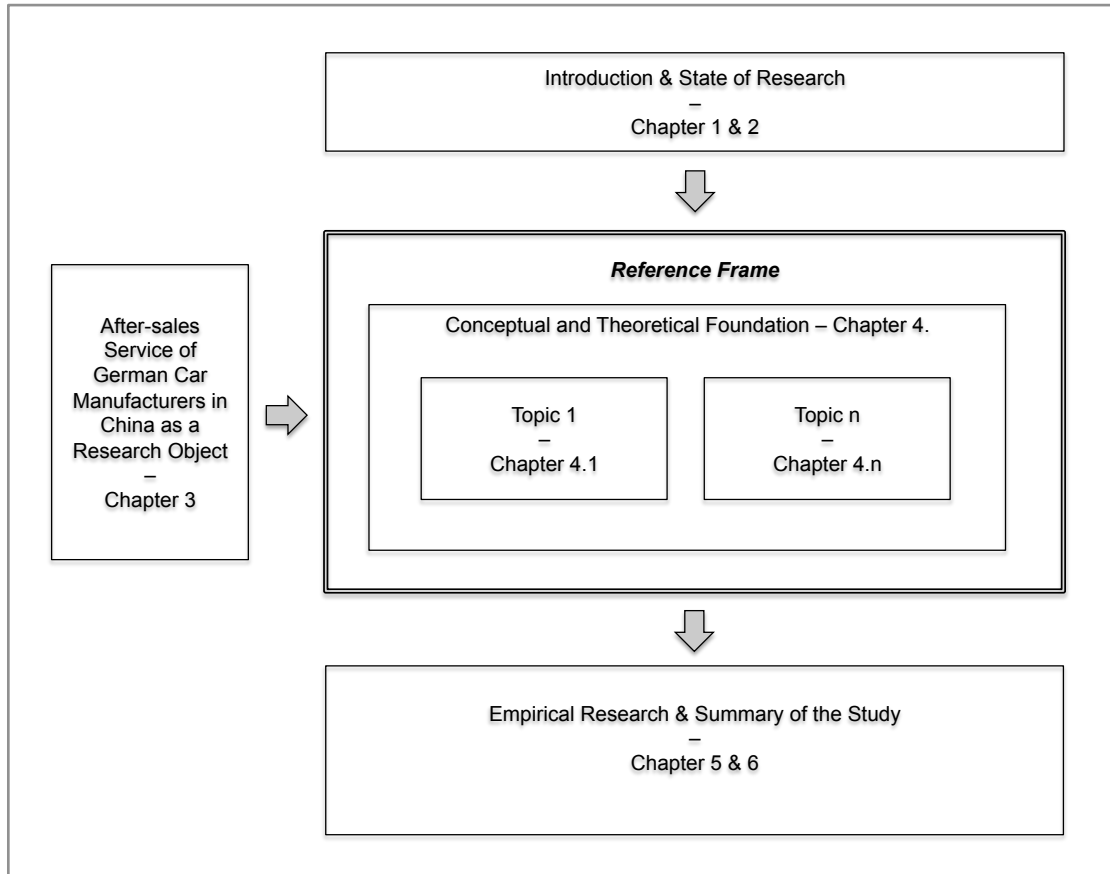 Introduction & State of Research
–
Chapter 1 & 2
Reference Frame
After-sales
Service of
German Car
Manufacturers in
China as a
Research Object
–
Chapter 3
Conceptual and Theoretical Foundation – Chapter 4.
Topic 1
–
Chapter 4.1
Topic n
–
Chapter 4.n
Empirical Research & Summary of the Study
–
Chapter 5 & 6